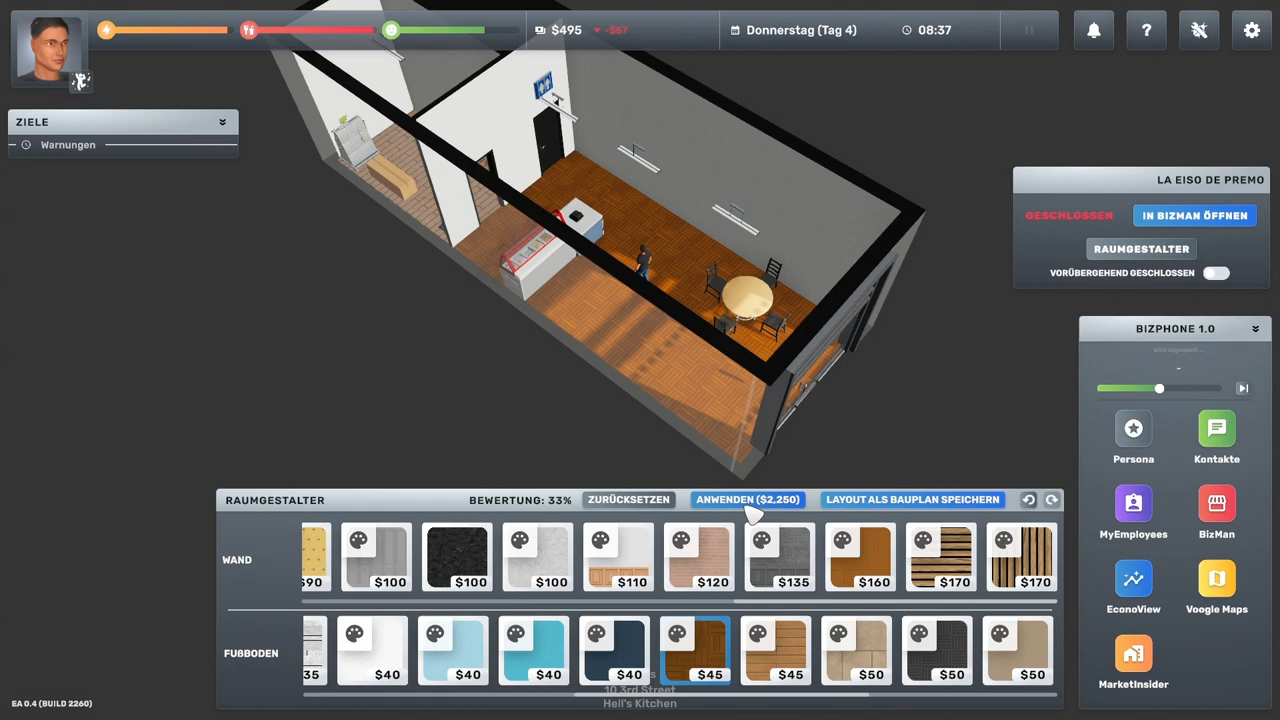 $495
-$67
Donnerstag (Tag 4)
08:37
?
ZIELE
Warnungen
LA EISO DE PREMO
GESCHLOSSEN
IN BIZMAN ÖFFNEN
RAUMGESTALTER
VORÜBERGEHEND GESCHLOSSEN
BIZPHONE 1.0
-
Persona
Kontakte
MyEmployees
BizMan
EconoView
Voogle Maps
MarketInsider
RAUMGESTALTER
BEWERTUNG: 33%
ZURÜCKSETZEN
ANWENDEN ($2,250)
LAYOUT ALS BAUPLAN SPEICHERN
WAND
$90
$100
$100
$100
$110
$120
$135
$160
$170
$170
FUẞBODEN
35
$40
$40
$40
$40
$45
$45
$50
$50
$50
10 3rd Street
Hell's Kitchen
EA 0.4 (BUILD 2260)